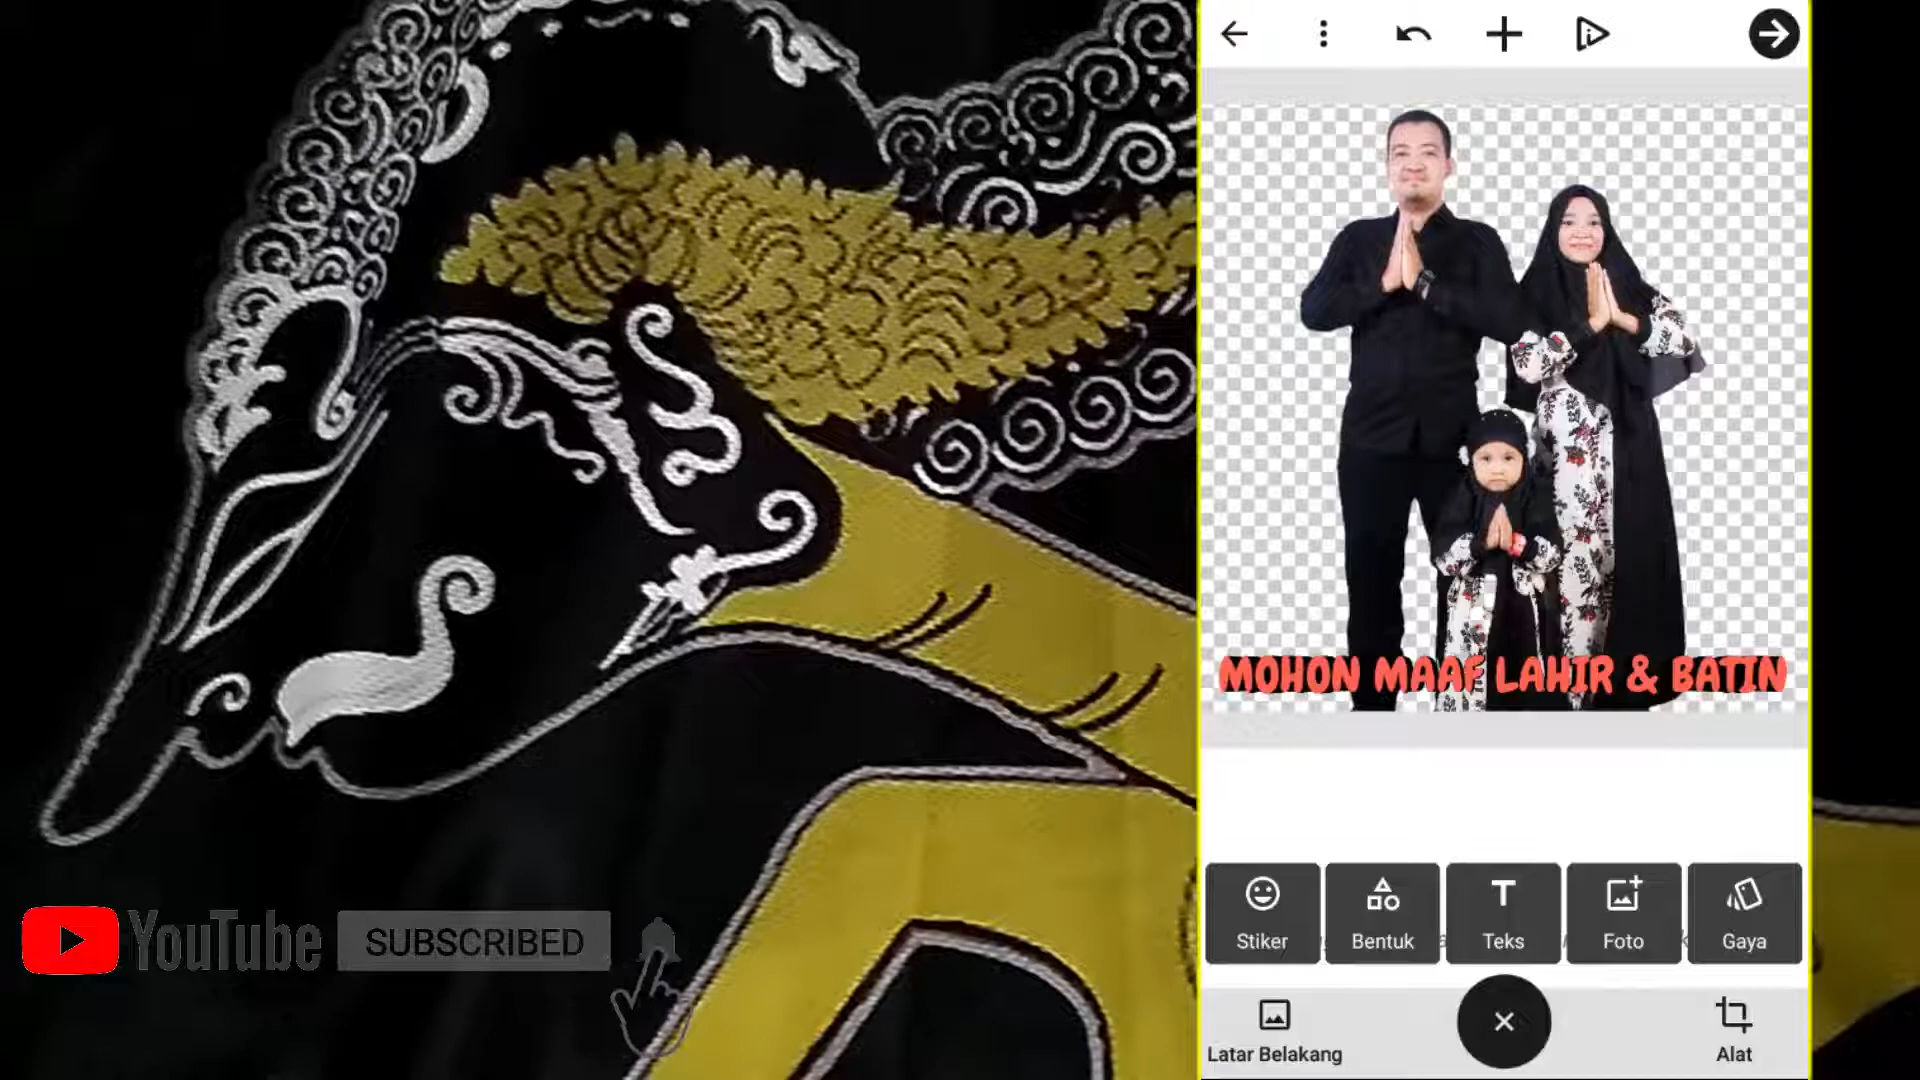 MOHON MAAF LAHIR & BATIN
Stiker
Bentuk
Teks
Foto
Gaya
Latar Belakang
Alat
YouTube
SUBSCRIBED